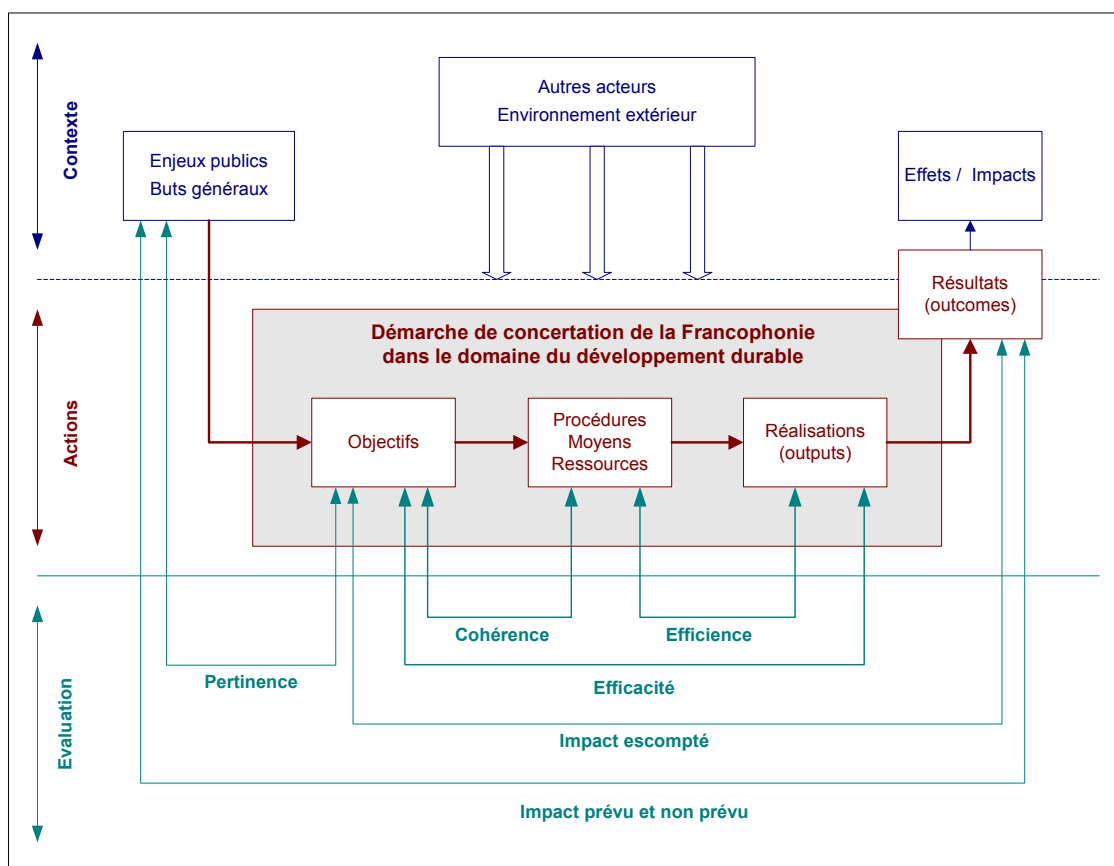 Contexte
Autres acteurs
Environnement extérieur
Enjeux publics
Buts généraux
Effets / Impacts
Résultats
(outcomes)
Actions
Démarche de concertation de la Francophonie
dans le domaine du développement durable
Objectifs
Procédures
Moyens
Ressources
Réalisations
(outputs)
Evaluation
Cohérence
Efficience
Pertinence
Efficacité
Impact escompté
Impact prévu et non prévu